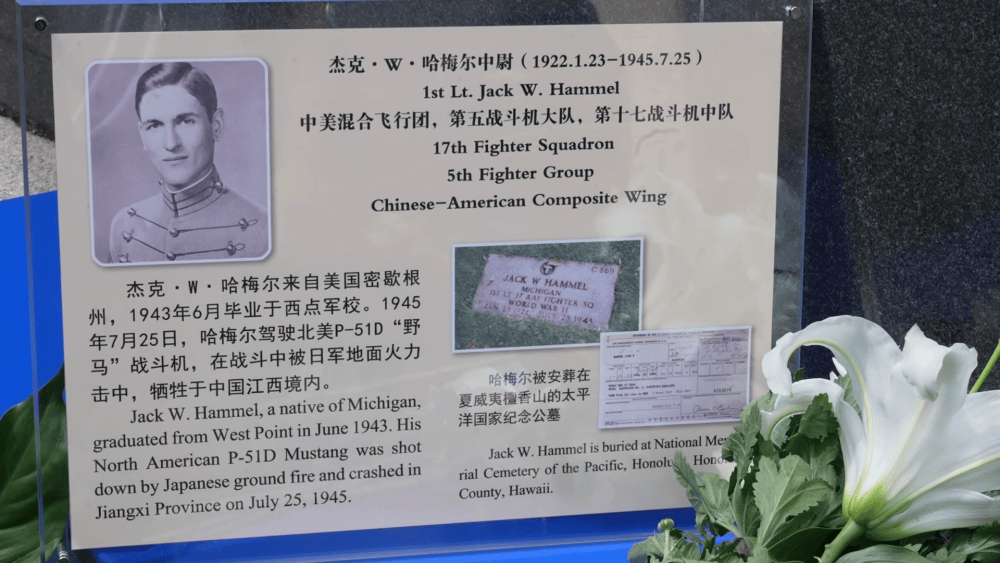 杰克·W·哈梅尔中尉（1922.1.23-1945.7.25）
1st Lt. Jack W. Hammel
中美混合飞行团，第五战斗机大队，第十七战斗机中队
17th Fighter Squadron
5th Fighter Group
Chinese-American Composite Wing
杰克·W·哈梅尔来自美国密歇根
州，1943年6月毕业于西点军校。1945
年7月25日，哈梅尔驾驶北美P-51D“野
马”战斗机，在战斗中被日军地面火力
击中，牺牲于中国江西境内。
Jack W. Hammel, a native of Michigan,
graduated from West Point in June 1943. His
North American P-51D Mustang was shot
down by Japanese ground fire and crashed in
Jiangxi Province on July 25, 1945.
JACK W HAMMEL
MICHIGAN
1ST LT 17 AAF FIGHTER SQ
WORLD WAR II
JULY 25 1945
哈梅尔被安葬在
夏威夷檀香山的太平
洋国家纪念公墓
Jack W. Hammel is buried at National
rial Cemetery of the Pacific,
County, Hawaii.